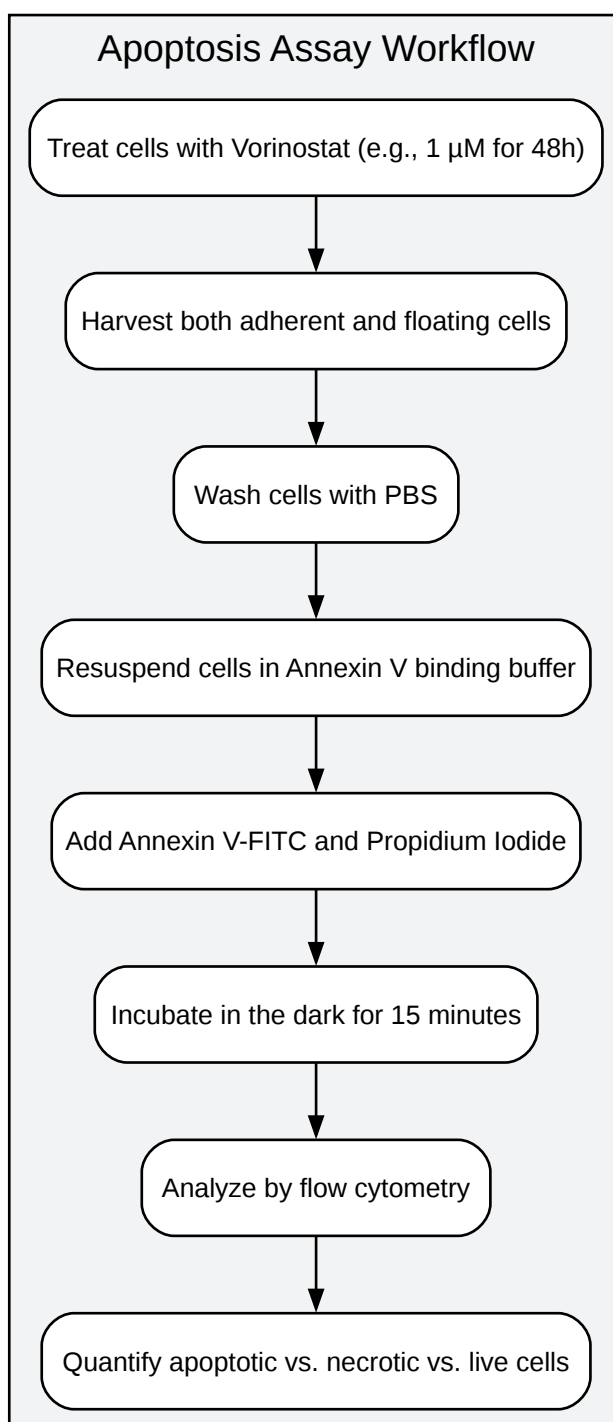 Apoptosis Assay Workflow
Treat cells with Vorinostat (e.g., 1 µM for 48h)
Harvest both adherent and floating cells
Wash cells with PBS
Resuspend cells in Annexin V binding buffer
Add Annexin V-FITC and Propidium Iodide
Incubate in the dark for 15 minutes
Analyze by flow cytometry
Quantify apoptotic vs. necrotic vs. live cells